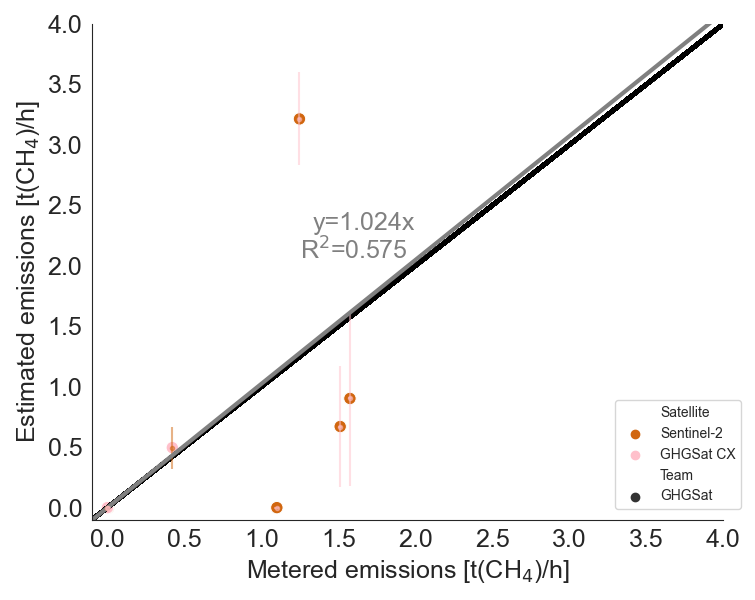 4.0
3.5
3.0
2.5
2.0
1.5
1.0
0.5
0.0
Estimated emissions [t(CH₄)/h]
y=1.024x
R²=0.575
Satellite
Sentinel-2
GHGSat CX
Team
GHGSat
0.0 0.5 1.0 1.5 2.0 2.5 3.0 3.5 4.0
Metered emissions [t(CH₄)/h]